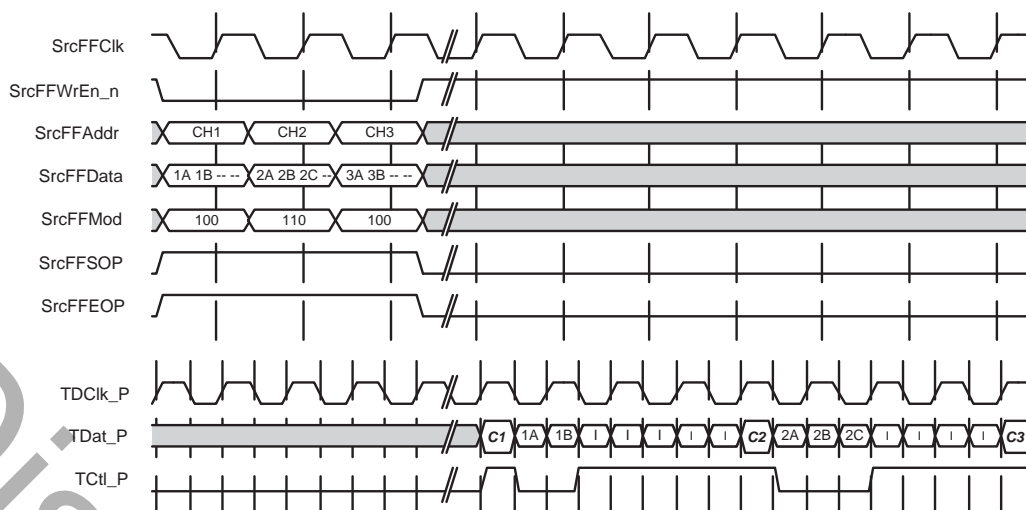 SrcFFClk
SrcFFWrEn_n
SrcFFAddr CH1 CH2 CH3
SrcFFData 1A 1B -- -- 2A 2B 2C -- 3A 3B -- --
SrcFFMod 100 110 100
SrcFFSOP
SrcFFEOP
TDClk_P
TDat_P C1 1A 1B I I I I I C2 2A 2B 2C I I I I C3
TCtl_P